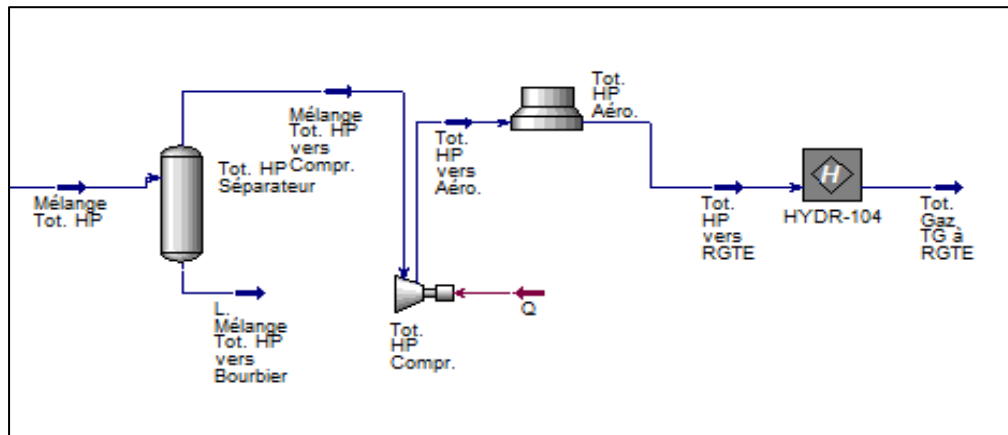 Mélange
Tot. HP
Tot. HP
Séparateur
L.
Mélange
Tot. HP
vers
Bourbier
Mélange
Tot. HP
vers
Compr.
Tot.
HP
Compr.
Q
Tot.
HP
vers
Aéro.
Tot.
HP
Aéro.
Tot.
HP
vers
RGTE
H
HYDR-104
Tot.
Gaz,
TG à
RGTE